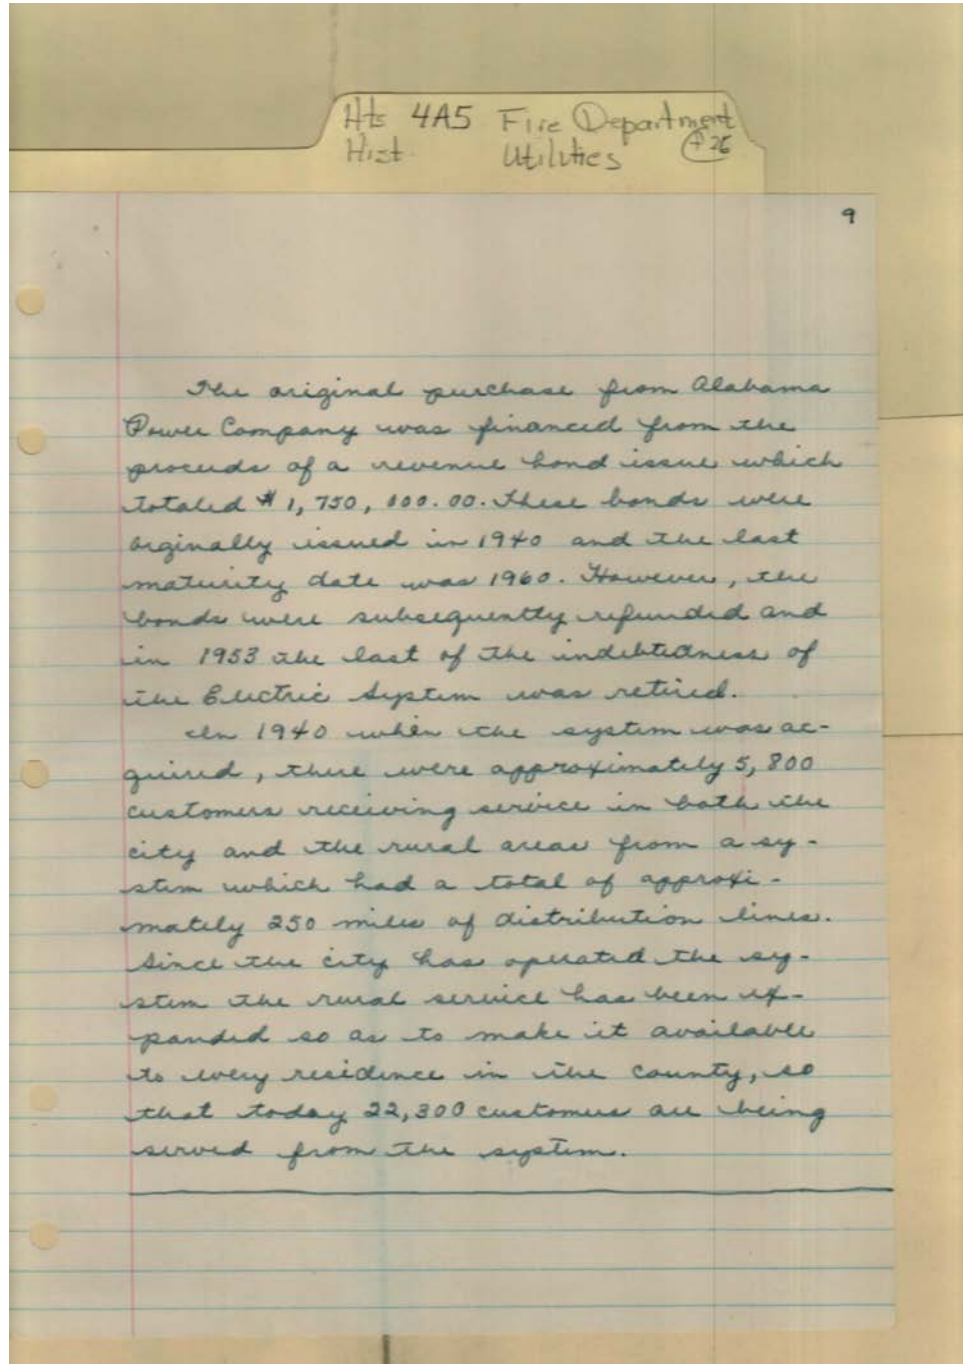 Hts 4A5 Fire Department
Hist. Utilities +26
9
The original purchase from Alabama
Power Company was financed from the
proceeds of a revenue bond issue which
totaled $1,750,000.00. These bonds were
orginally issued in 1940 and the last
maturity date was 1960. However, the
bonds were subsequently refunded and
in 1953 the last of the indebtedness of
the Electric System was retired.
In 1940 when the system was ac-
quired, there were approximately 5,800
customers receiving service in both the
city and the rural areas from a sy-
stem which had a total of approxi-
mately 250 miles of distribution lines.
Since the city has operated the sy-
stem the rural service has been ex-
panded so as to make it available
to every residence in the county, so
that today 22,300 customers are being
served from the system.